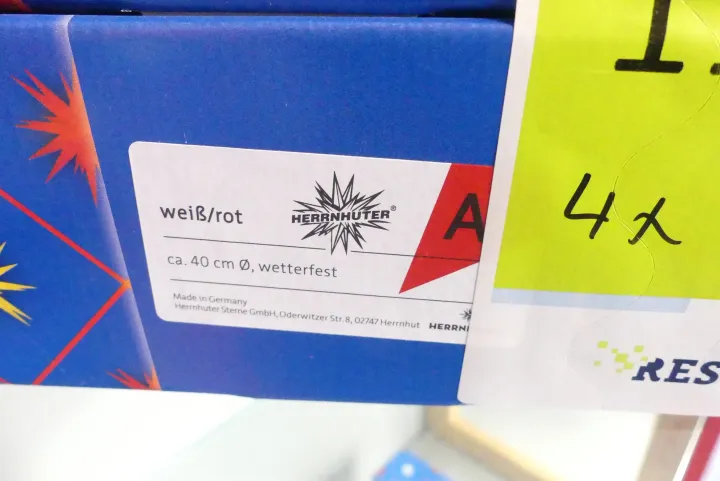 weiß/rot
HERRNHUTER®
A
ca. 40 cm Ø, wetterfest
Made in Germany
Herrnhuter Sterne GmbH, Oderwitzer Str. 8, 02747 Herrnhut
HERRN
4x
RES